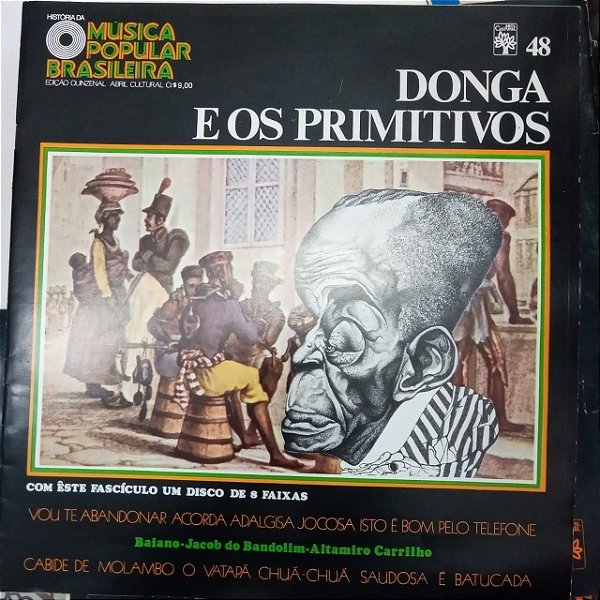 HISTÓRIA DA
MÚSICA
POPULAR
BRASILEIRA
EDIÇÃO QUINZENAL ABRIL CULTURAL Cr$ 9,00
48
DONGA
E OS PRIMITIVOS
COM ÊSTE FASCÍCULO UM DISCO DE 8 FAIXAS
VOU TE ABANDONAR ACORDA ADALGISA JOCOSA ISTO É BOM PELO TELEFONE
Baiano-Jacob do Bandolim-Altamiro Carrilho
CABIDE DE MOLAMBO O VATAPÁ CHUÁ-CHUÁ SAUDOSA E BATUCADA